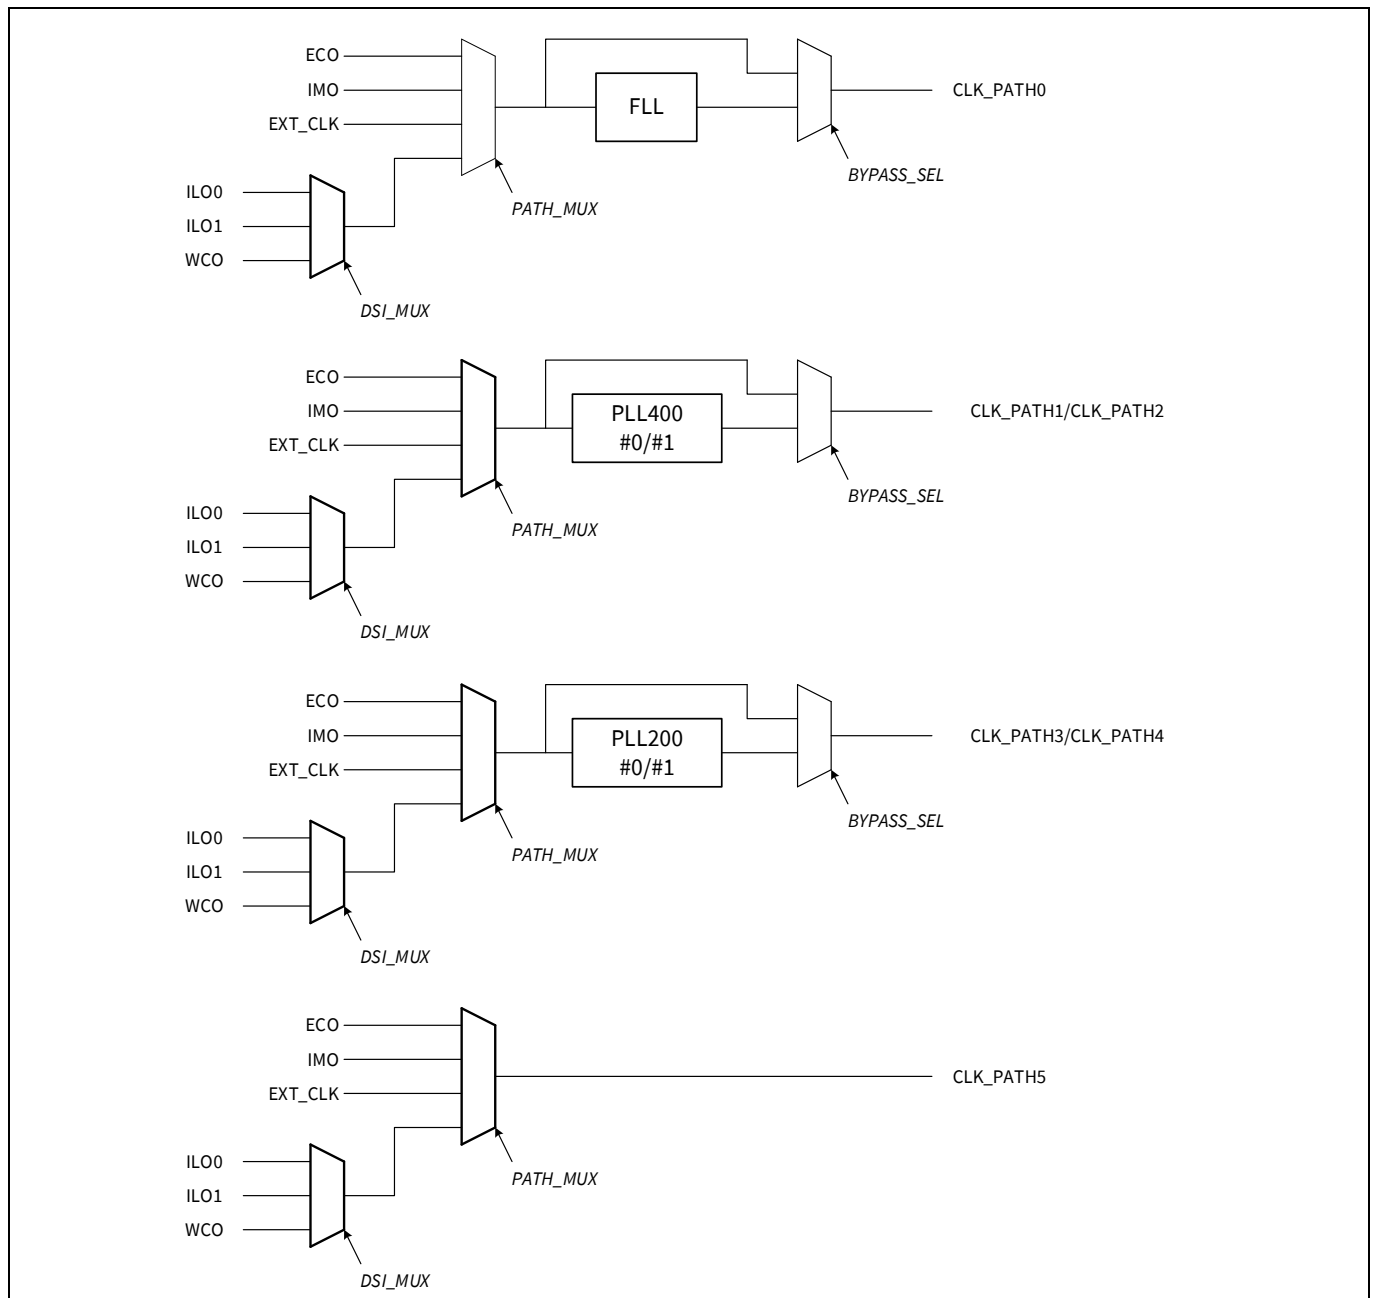 ECO
IMO
FLL
CLK_PATH0
EXT_CLK
BYPASS_SEL
ILO0
PATH_MUX
ILO1
WCO
DSI_MUX
ECO
IMO
PLL400
#0/#1
CLK_PATH1/CLK_PATH2
EXT_CLK
BYPASS_SEL
ILO0
PATH_MUX
ILO1
WCO
DSI_MUX
ECO
IMO
PLL200
#0/#1
CLK_PATH3/CLK_PATH4
EXT_CLK
BYPASS_SEL
ILO0
PATH_MUX
ILO1
WCO
DSI_MUX
ECO
IMO
CLK_PATH5
EXT_CLK
ILO0
PATH_MUX
ILO1
WCO
DSI_MUX